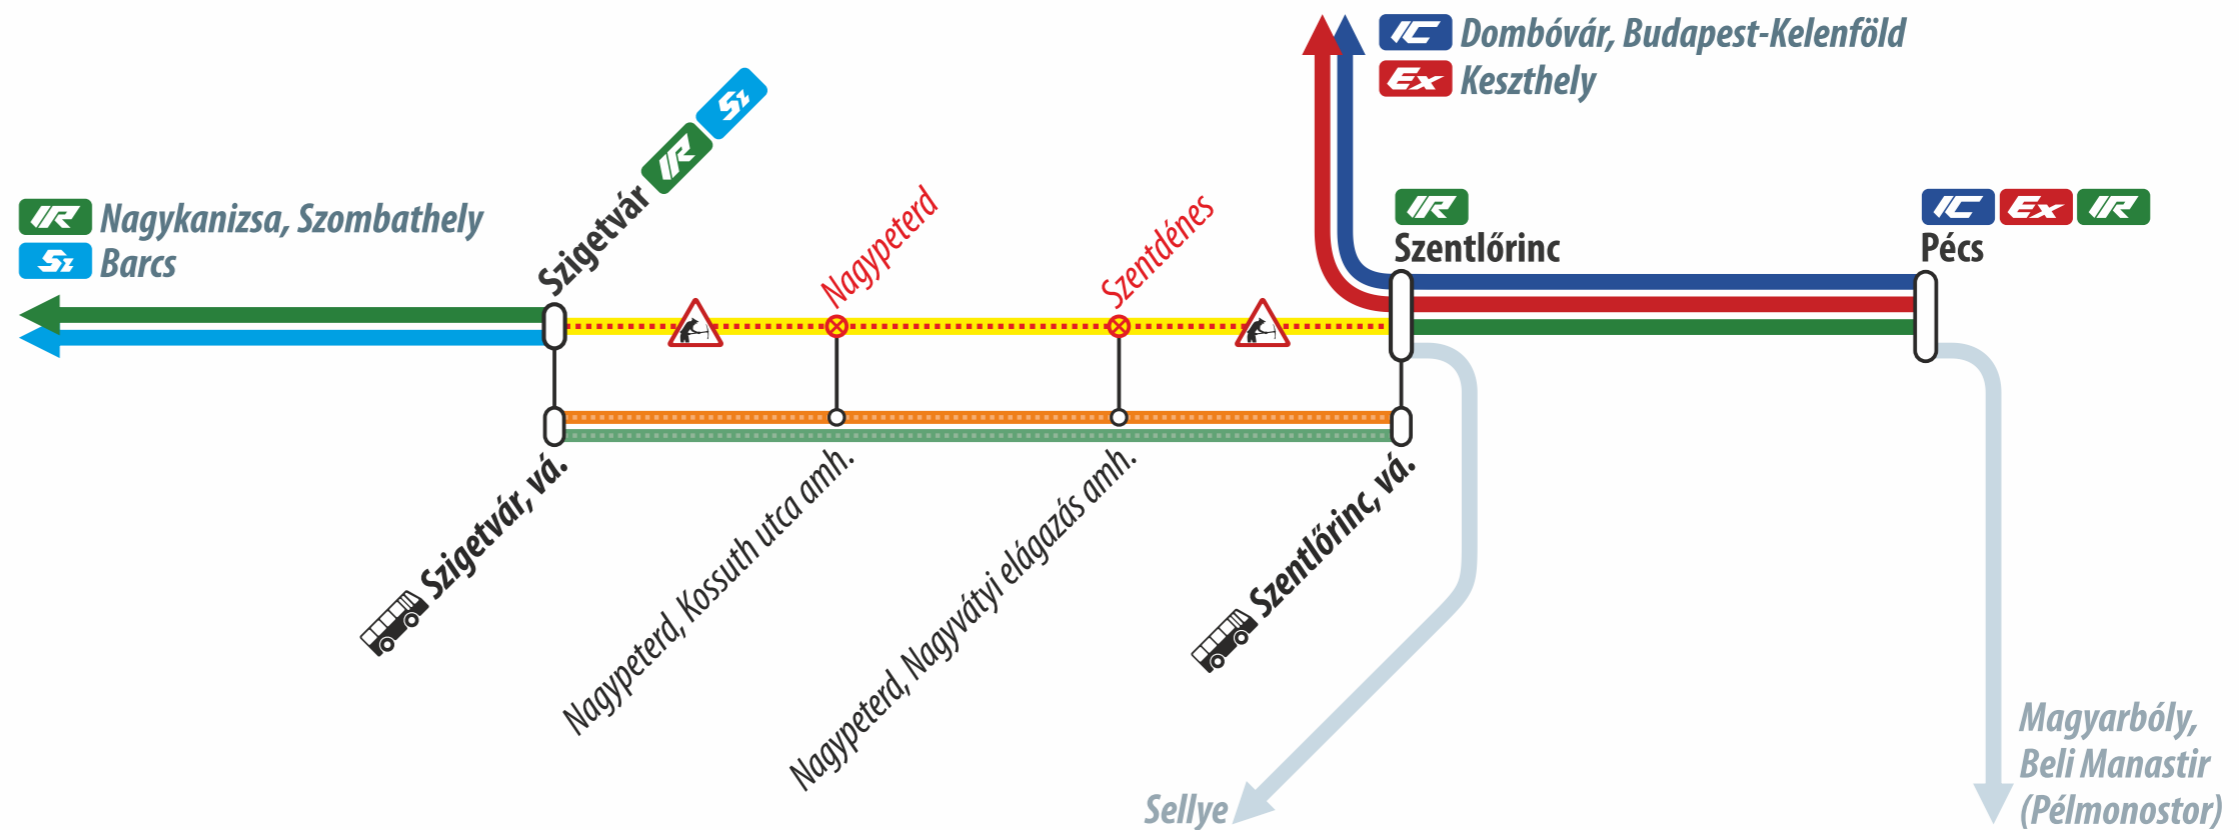 IC Dombóvár, Budapest-Kelenföld
Ex Keszthely
IR Nagykanizsa, Szombathely
Sz Barcs
Szigetvár IR Sz
Nagypeterd
Szentdénes
IR
Szentlőrinc
IC Ex IR
Pécs
Szigetvár, vá.
Nagypeterd, Kossuth utca amh.
Nagypeterd, Nagyvátyi elágazás amh.
Szentlőrinc, vá.
Sellye
Magyarbóly,
Beli Manastir
(Pélmonostor)